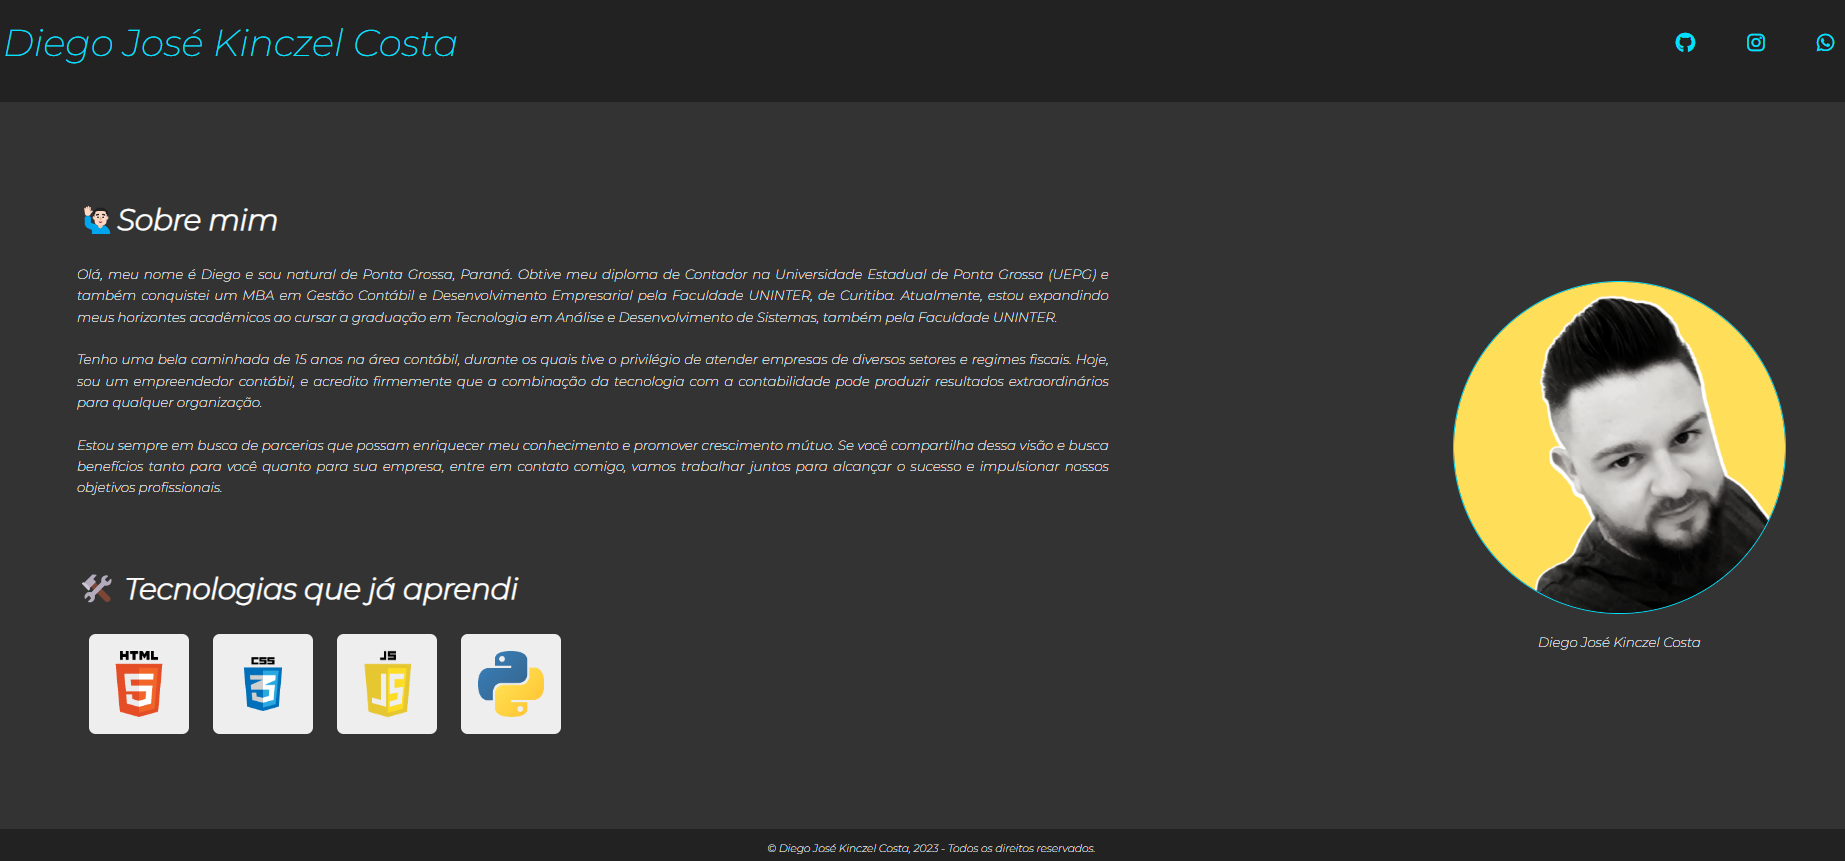 Diego José Kinczel Costa
Sobre mim
Olá, meu nome é Diego e sou natural de Ponta Grossa, Paraná. Obtive meu diploma de Contador na Universidade Estadual de Ponta Grossa (UEPG) e
também conquistei um MBA em Gestão Contábil e Desenvolvimento Empresarial pela Faculdade UNINTER, de Curitiba. Atualmente, estou expandindo
meus horizontes acadêmicos ao cursar a graduação em Tecnologia em Análise e Desenvolvimento de Sistemas, também pela Faculdade UNINTER.
Tenho uma bela caminhada de 15 anos na área contábil, durante os quais tive o privilégio de atender empresas de diversos setores e regimes fiscais. Hoje,
sou um empreendedor contábil, e acredito firmemente que a combinação da tecnologia com a contabilidade pode produzir resultados extraordinários
para qualquer organização.
Estou sempre em busca de parcerias que possam enriquecer meu conhecimento e promover crescimento mútuo. Se você compartilha dessa visão e busca
benefícios tanto para você quanto para sua empresa, entre em contato comigo, vamos trabalhar juntos para alcançar o sucesso e impulsionar nossos
objetivos profissionais.
Tecnologias que já aprendi
HTML
5
CSS
3
JS
JS
Diego José Kinczel Costa
© Diego José Kinczel Costa, 2023 - Todos os direitos reservados.